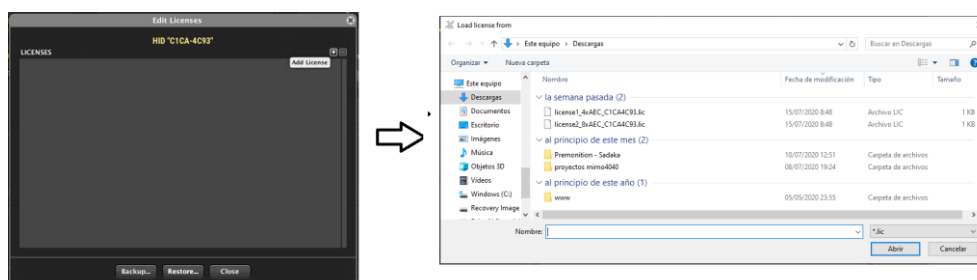 Edit Licenses
HID "C1CA-4C93"
LICENSES
Add License
Backup... Restore... Close
Load license from
Este equipo > Descargas
Buscar en Descargas
Organizar Nueva carpeta
Este equipo
Descargas
Documentos
Escritorio
Imágenes
Música
Objetos 3D
Vídeos
Windows (C:)
Recovery Image
Nombre Fecha de modificación Tipo Tamaño
la semana pasada (2)
license1_4xAEC_C1CA4C93.lic 15/07/2020 8:48 Archivo LIC 1 KB
license2_8xAEC_C1CA4C93.lic 15/07/2020 8:48 Archivo LIC 1 KB
al principio de este mes (2)
Premonition - Sadaka 10/07/2020 12:51 Carpeta de archivos
proyectos mimo4040 08/07/2020 19:24 Carpeta de archivos
al principio de este año (1)
www 05/05/2020 23:55 Carpeta de archivos
Nombre: *.lic
Abrir Cancelar